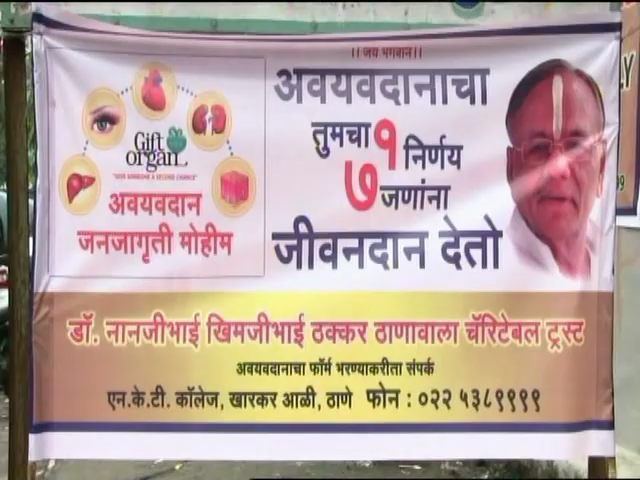 ।। जय भगवान।।
अवयवदानाचा
तुमचा १ निर्णय
७ जणांना
जीवनदान देतो
Gift
organ
"GIVE SOMEONE A SECOND CHANCE"
अवयवदान
जनजागृती मोहीम
डॉ. नानजीभाई खिमजीभाई ठक्कर ठाणावाला चॅरिटेबल ट्रस्ट
अवयवदानाचा फॉर्म भरण्याकरीता संपर्क
एन.के.टी. कॉलेज, खारकर आळी, ठाणे फोन : ०२२ ५३८९९९९